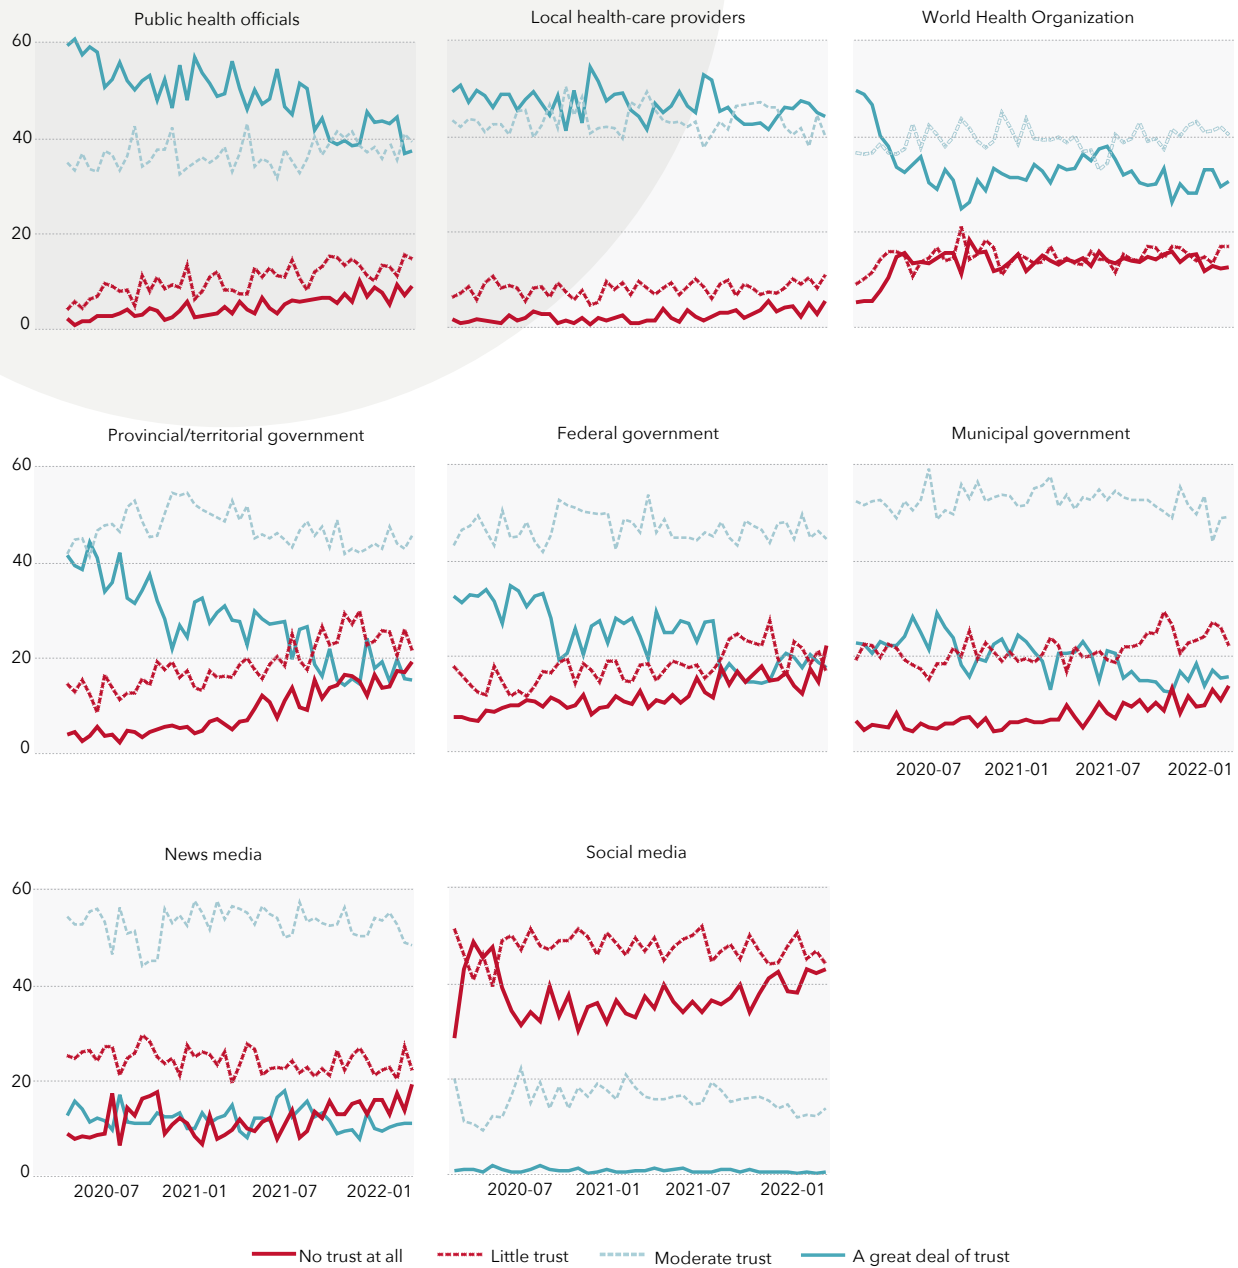 Public health officials
Local health-care providers
World Health Organization
60
40
20
0
Provincial/territorial government
Federal government
Municipal government
60
40
20
0
2020-07 2021-01 2021-07 2022-01
News media
Social media
60
40
20
0
2020-07 2021-01 2021-07 2022-01
2020-07 2021-01 2021-07 2022-01
No trust at all Little trust Moderate trust A great deal of trust